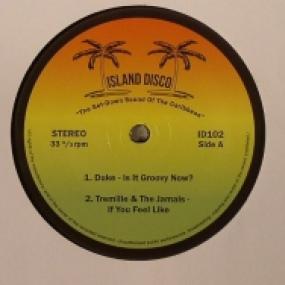 ISLAND DISCO
"The Get-Down Sound Of The Caribbean"
STEREO
33 ⅓ rpm
ID102
Side A
1. Duke - Is It Groovy Now?
2. Tremille & The Jamals -
If You Feel Like